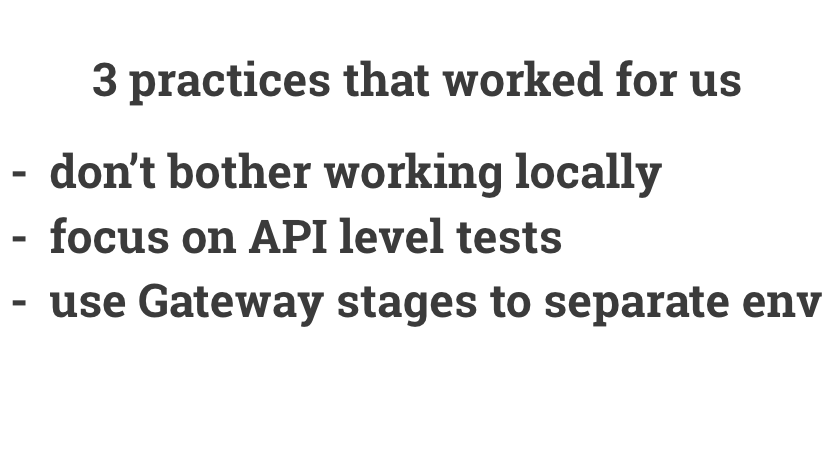 3 practices that worked for us
- don’t bother working locally
- focus on API level tests
- use Gateway stages to separate env